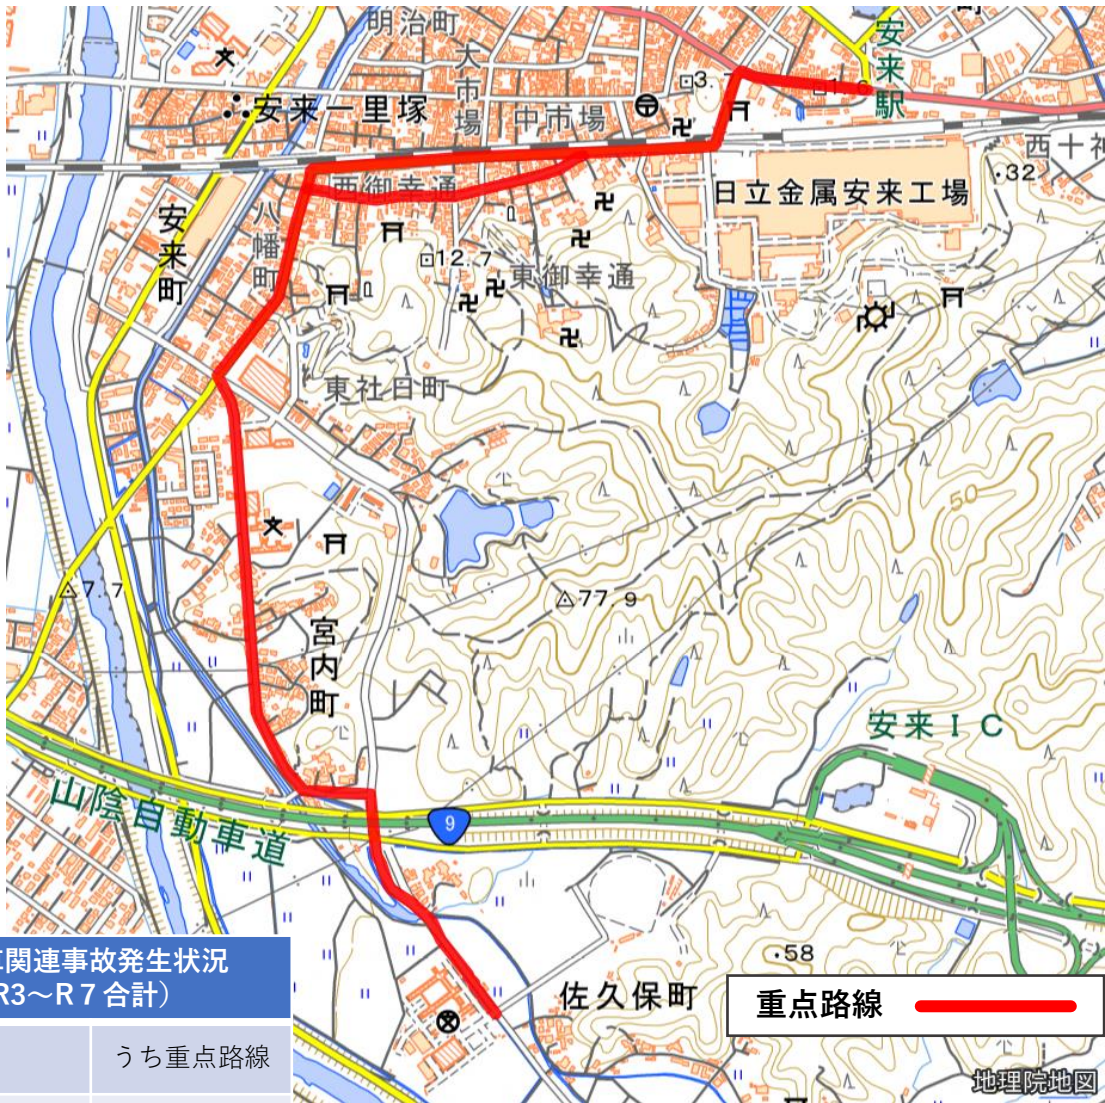 明治町
大市場
安来駅
3.
1.6
安来一里塚
中市場
西十神
32
日立金属安来工場
西御幸通
八幡町
安来町
12.7
東御幸通
東社日町
50
7.7
77.9
宮内町
安来IC
山陰自動車道
9
58
佐久保町
関連事故発生状況
R3~R7合計)
うち重点路線
重点路線
地理院地図